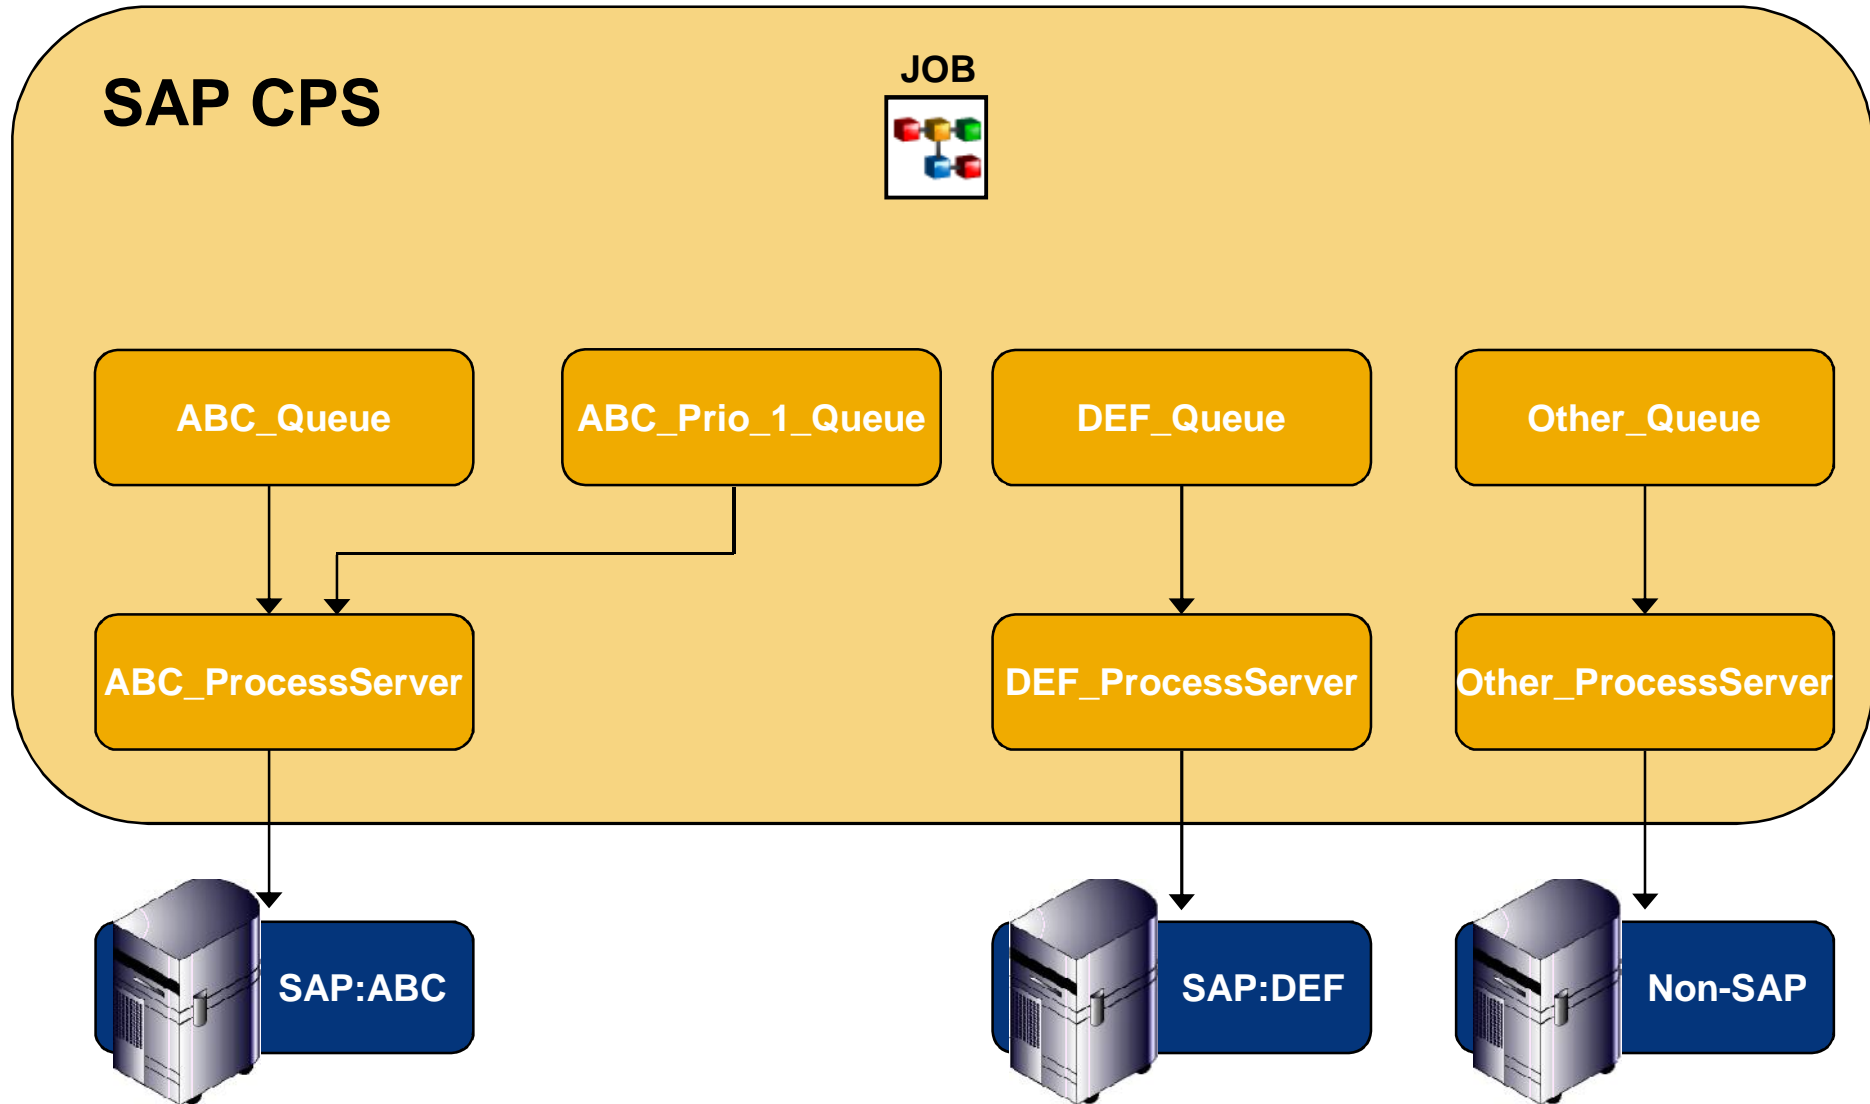 JOB
SAP CPS
ABC_Queue
ABC_Prio_1_Queue
DEF_Queue
Other_Queue
ABC_ProcessServer
DEF_ProcessServer
Other_ProcessServer
SAP:ABC
SAP:DEF
Non-SAP